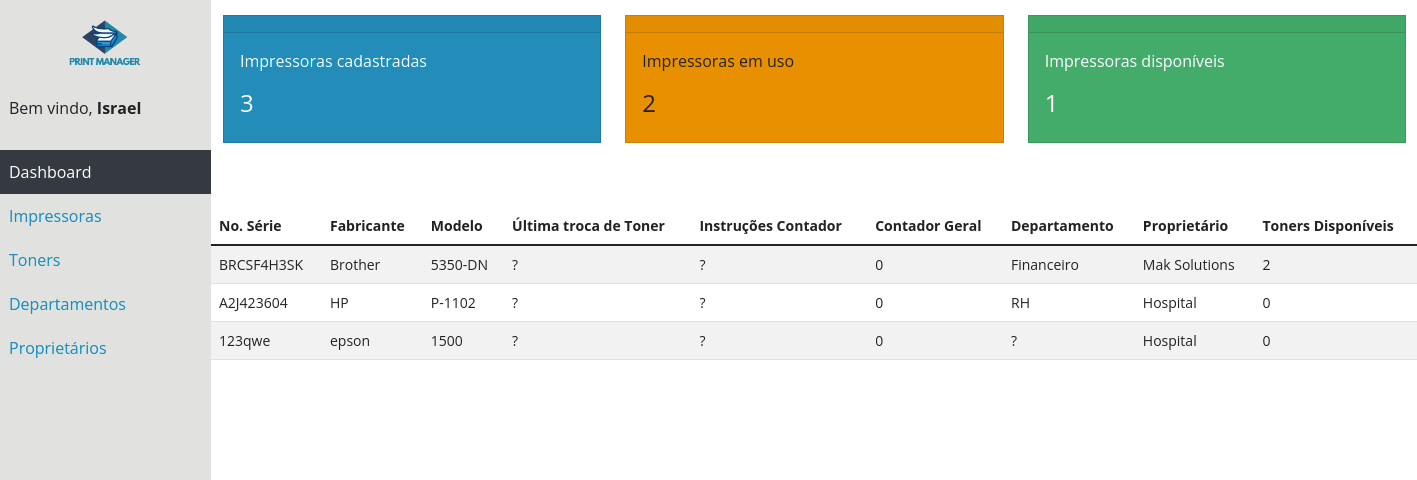 PRINT MANAGER
Bem vindo, Israel
Dashboard
Impressoras
Toners
Departamentos
Proprietários
Impressoras cadastradas
3
Impressoras em uso
2
Impressoras disponíveis
1
No. Série Fabricante Modelo Última troca de Toner Instruções Contador Contador Geral Departamento Proprietário Toners Disponíveis
BRCSF4H3SK Brother 5350-DN ? ? 0 Financeiro Mak Solutions 2
A2J423604 HP P-1102 ? ? 0 RH Hospital 0
123qwe epson 1500 ? ? 0 ? Hospital 0